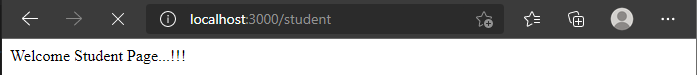 localhost:3000/student
Welcome Student Page...!!!